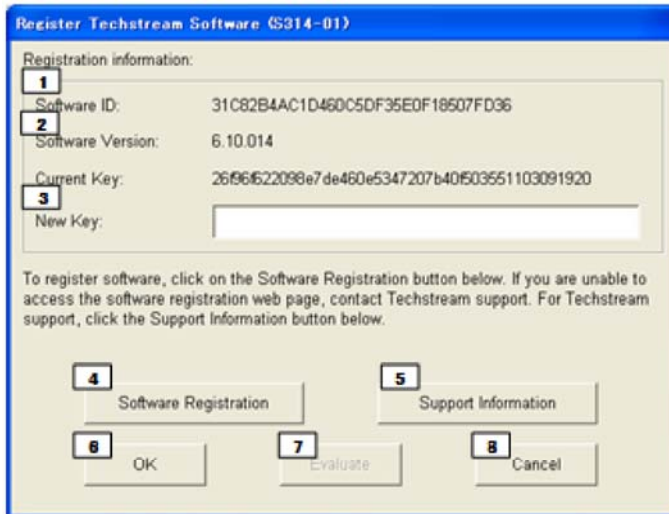 Register Techstream Software (S314-01)
Registration information:
1
Software ID: 31C82B4AC1D460C5DF35E0F18507FD36
2
Software Version: 6.10.014
Current Key: 26f96f622098e7de460e5347207b40f503551103091920
3
New Key:
To register software, click on the Software Registration button below. If you are unable to
access the software registration web page, contact Techstream support. For Techstream
support, click the Support Information button below.
4 5
Software Registration Support Information
6 7 8
OK Evaluate Cancel